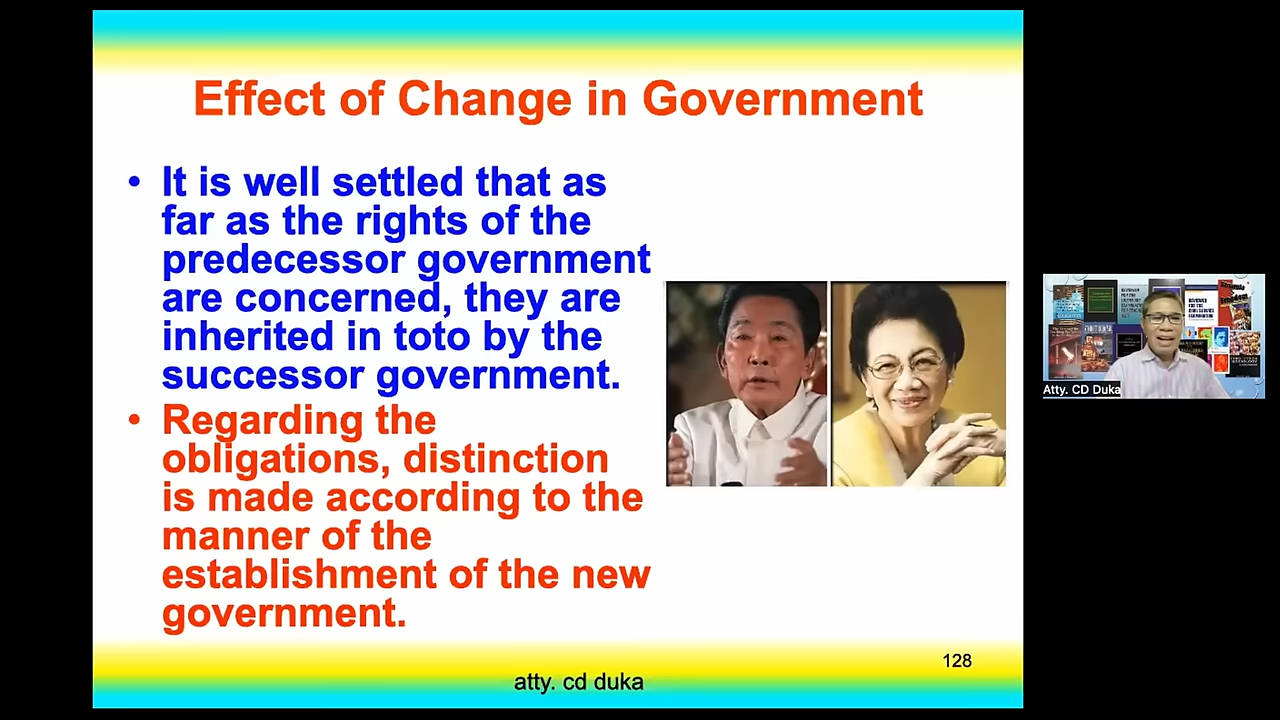 Effect of Change in Government
• It is well settled that as
far as the rights of the
predecessor government
are concerned, they are
inherited in toto by the
successor government.
• Regarding the
obligations, distinction
is made according to the
manner of the
establishment of the new
government.
128
atty. cd duka
Atty. CD Duka